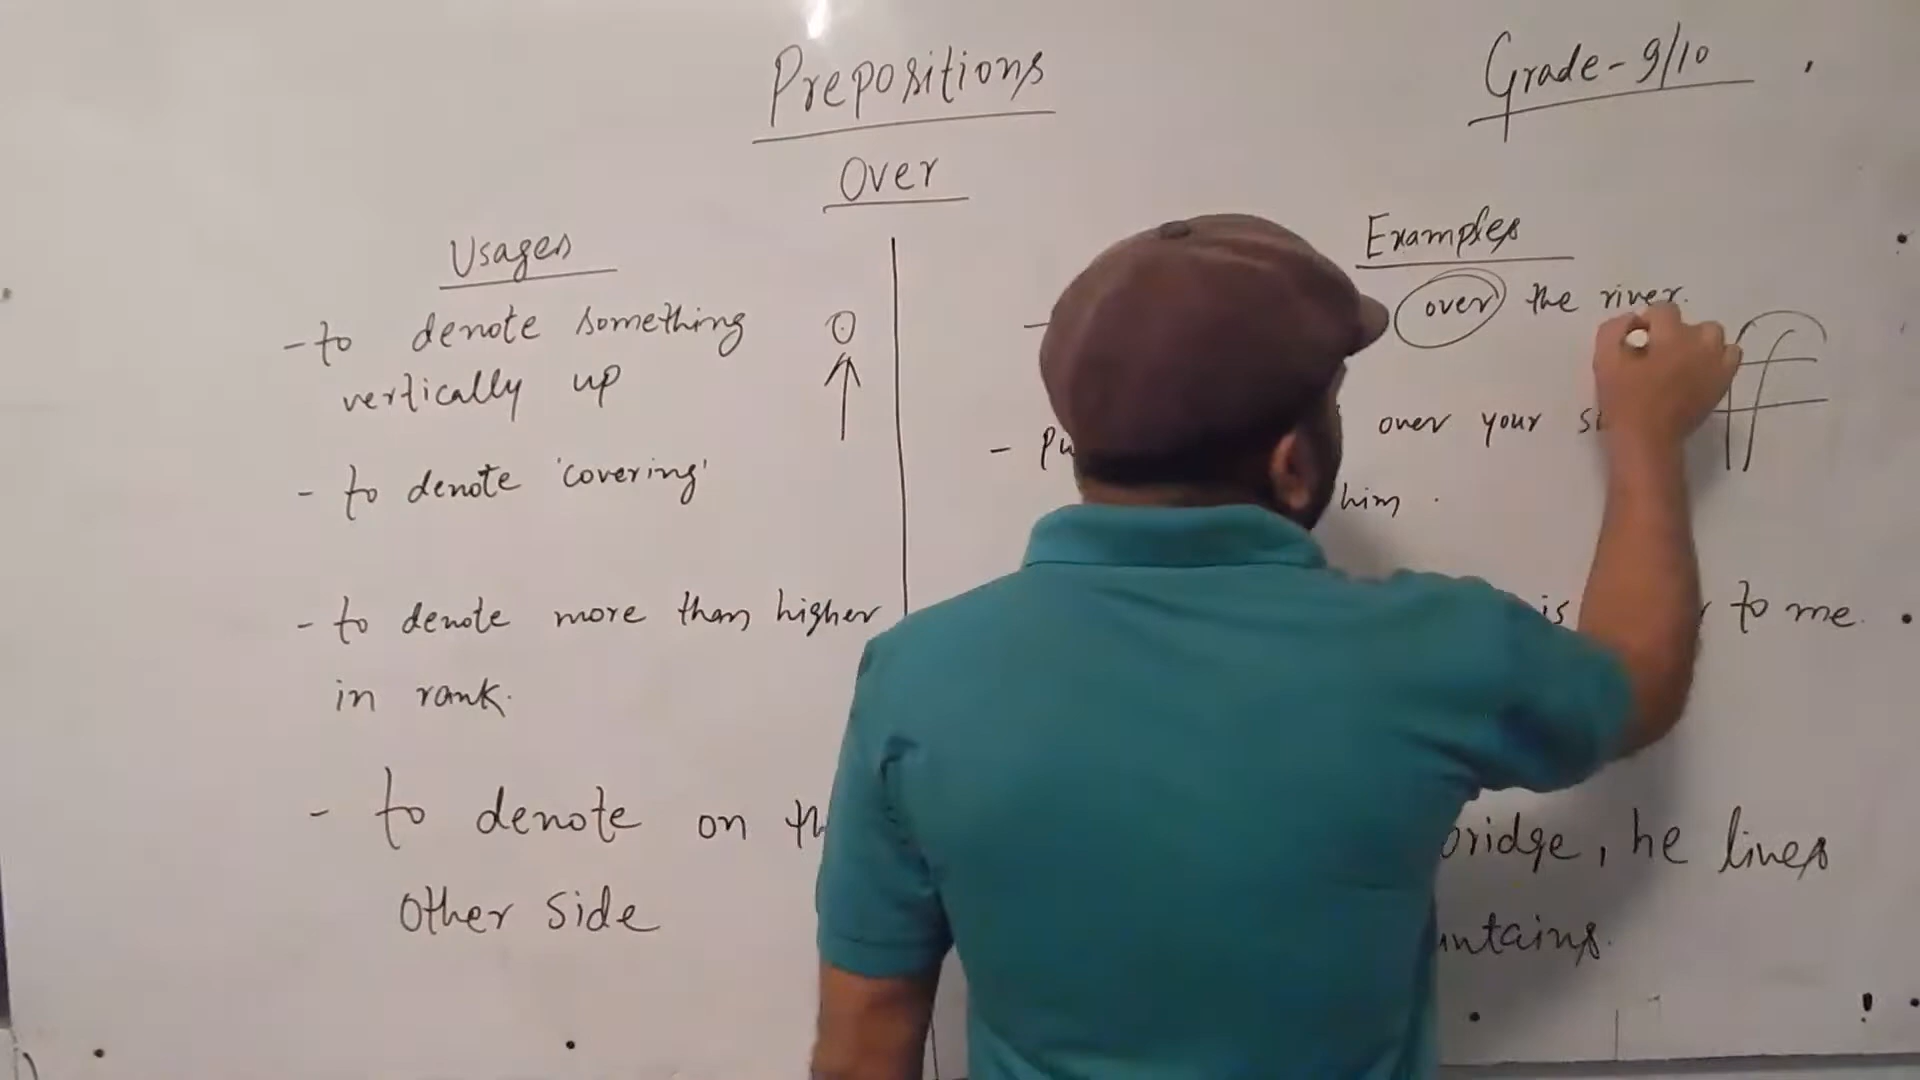 Prepositions
Grade - 9/10
Over
Usages
- to denote something
vertically up
- to denote 'covering'
- to denote more than higher
in rank.
- to denote on
other side
Examples
over the river.
- over your
him.
is to me.
bridge, he lives